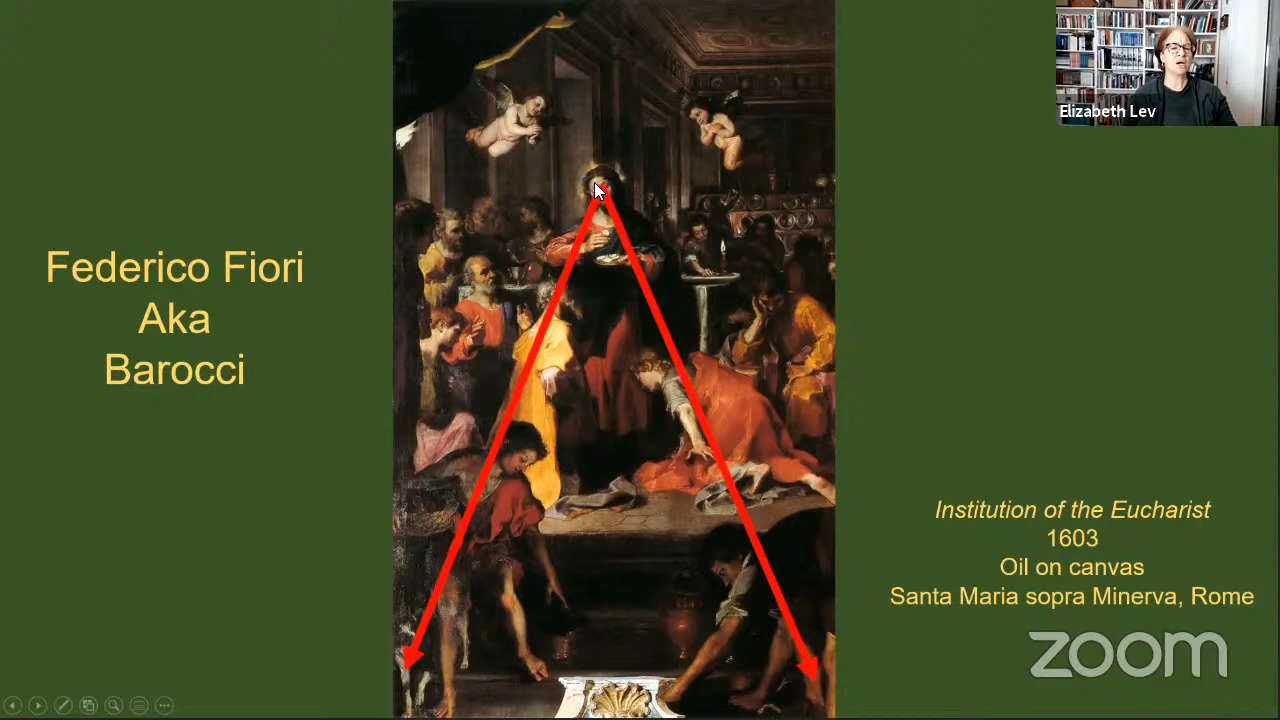 Elizabeth Lev
Federico Fiori
Aka
Barocci
Institution of the Eucharist
1603
Oil on canvas
Santa Maria sopra Minerva, Rome
zoom